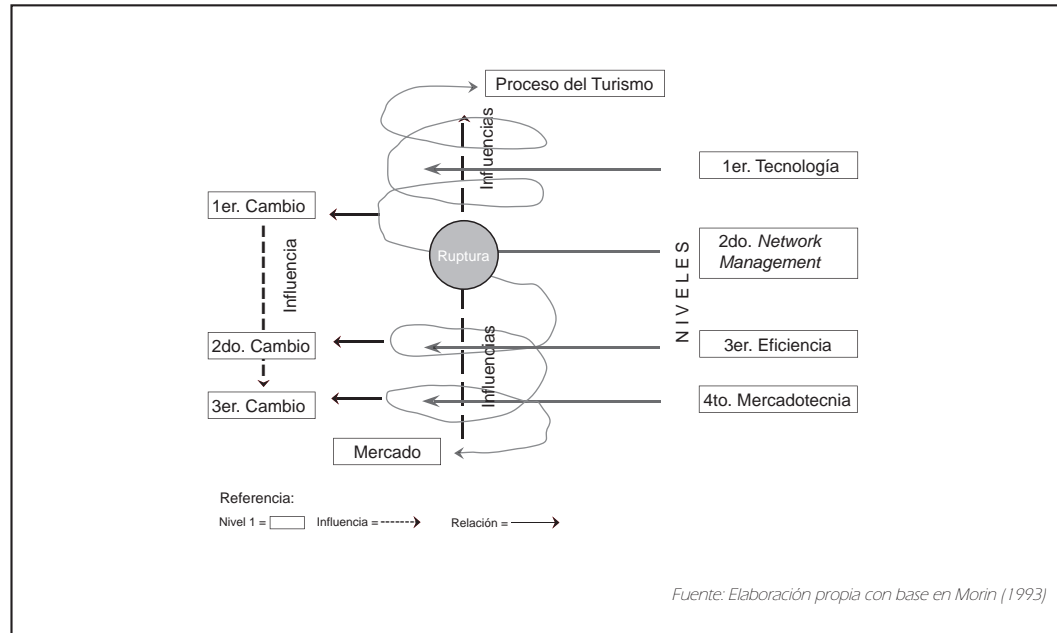 Proceso del Turismo
Influencias
1er. Tecnología
1er. Cambio
Influencia
Ruptura
2do. Network
Management
NIVELES
2do. Cambio
Influencias
3er. Eficiencia
3er. Cambio
4to. Mercadotecnia
Mercado
Referencia:
Nivel 1 = Influencia = Relación =
Fuente: Elaboración propia con base en Morin (1993)